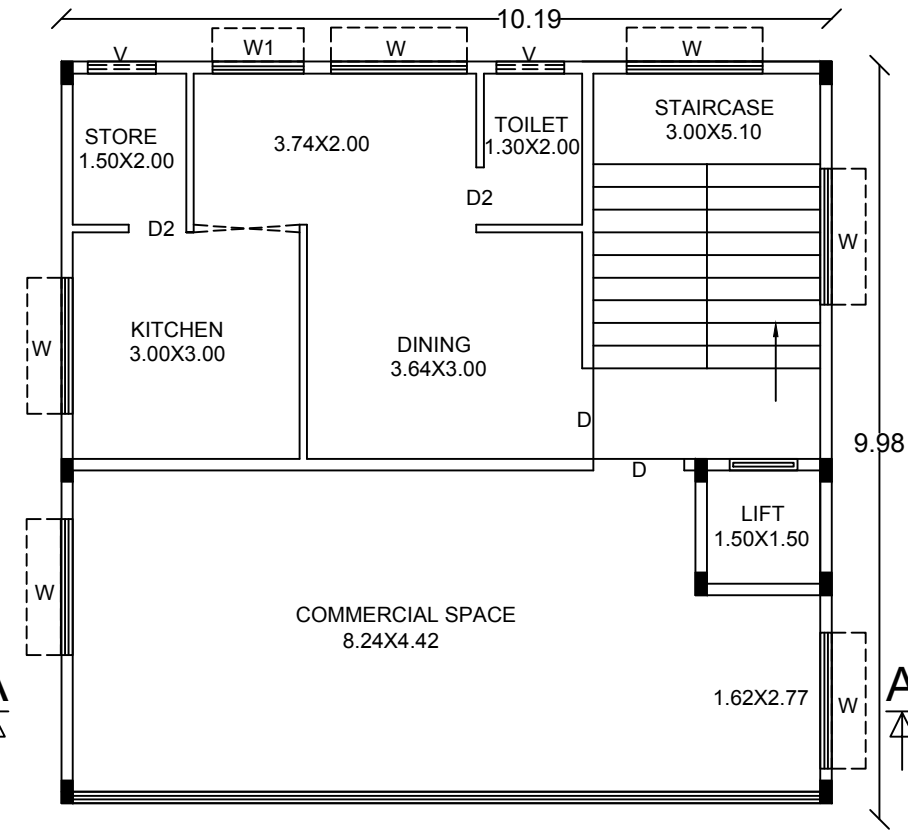 10.19
V
W1
W
V
W
STORE
1.50X2.00
3.74X2.00
TOILET
1.30X2.00
STAIRCASE
3.00X5.10
D2
D2
W
W
KITCHEN
3.00X3.00
DINING
3.64X3.00
D
9.98
D
LIFT
1.50X1.50
W
COMMERCIAL SPACE
8.24X4.42
A
1.62X2.77
W
A